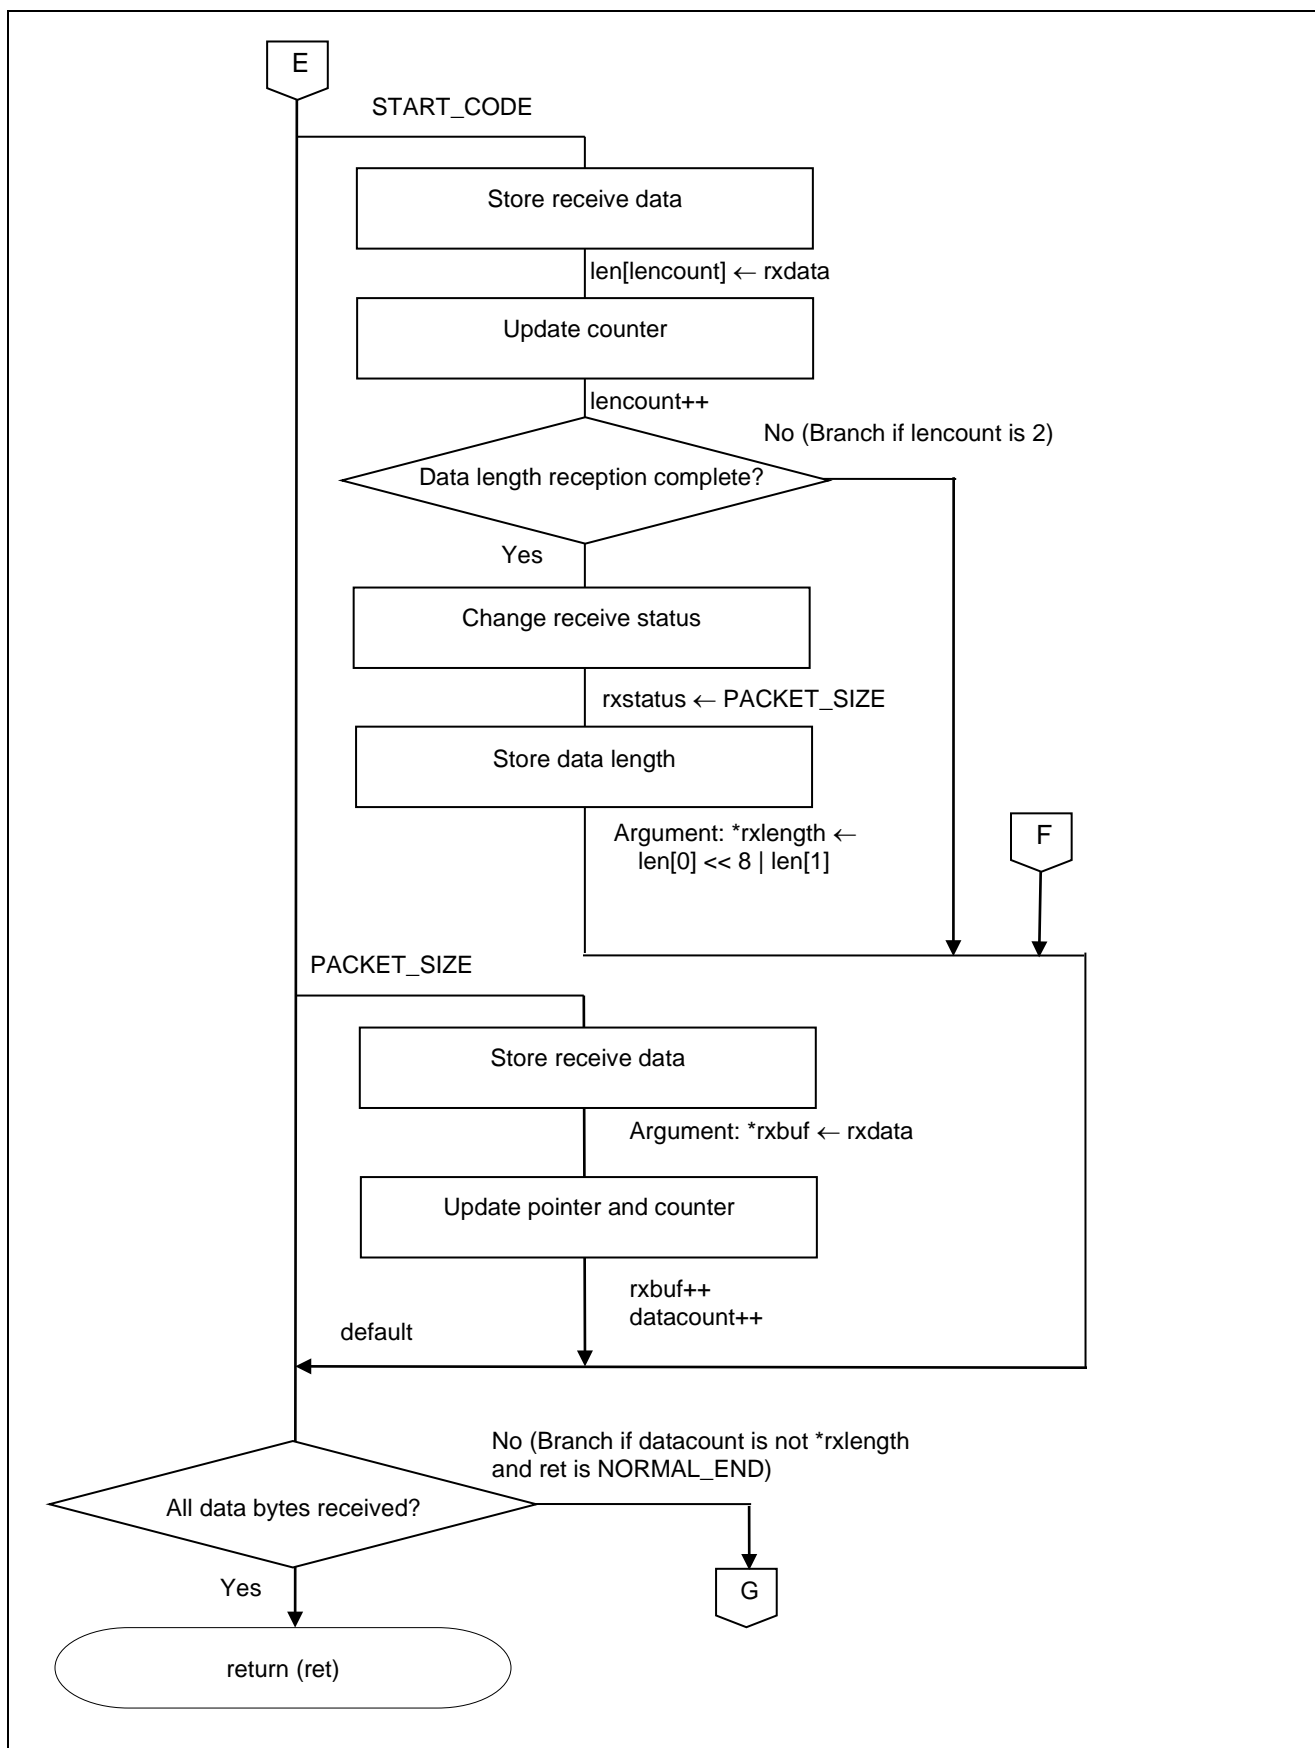 E
START_CODE
Store receive data
len[lencount] ← rxdata
Update counter
lencount++
No (Branch if lencount is 2)
Data length reception complete?
Yes
Change receive status
rxstatus ← PACKET_SIZE
Store data length
Argument: *rxlength ←
len[0] << 8 | len[1]
F
PACKET_SIZE
Store receive data
Argument: *rxbuf ← rxdata
Update pointer and counter
rxbuf++
datacount++
default
No (Branch if datacount is not *rxlength
and ret is NORMAL_END)
All data bytes received?
Yes
G
return (ret)